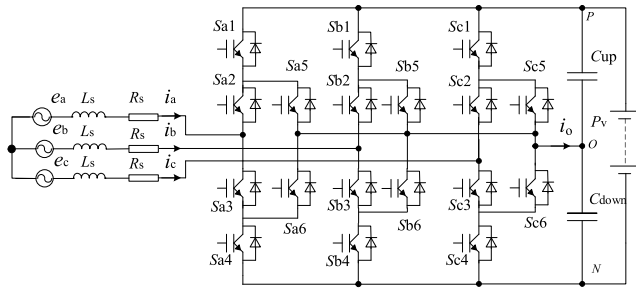 P
Sa1
Sb1
Sc1
Sa5
Sb5
Sc5
Cup
Sa2
Sb2
Sc2
ea Ls Rs ia
eb Ls Rs ib
ec Ls Rs ic
io
O
Pv
Sa3
Sb3
Sc3
Sa6
Sb6
Sc6
Cdown
Sa4
Sb4
Sc4
N